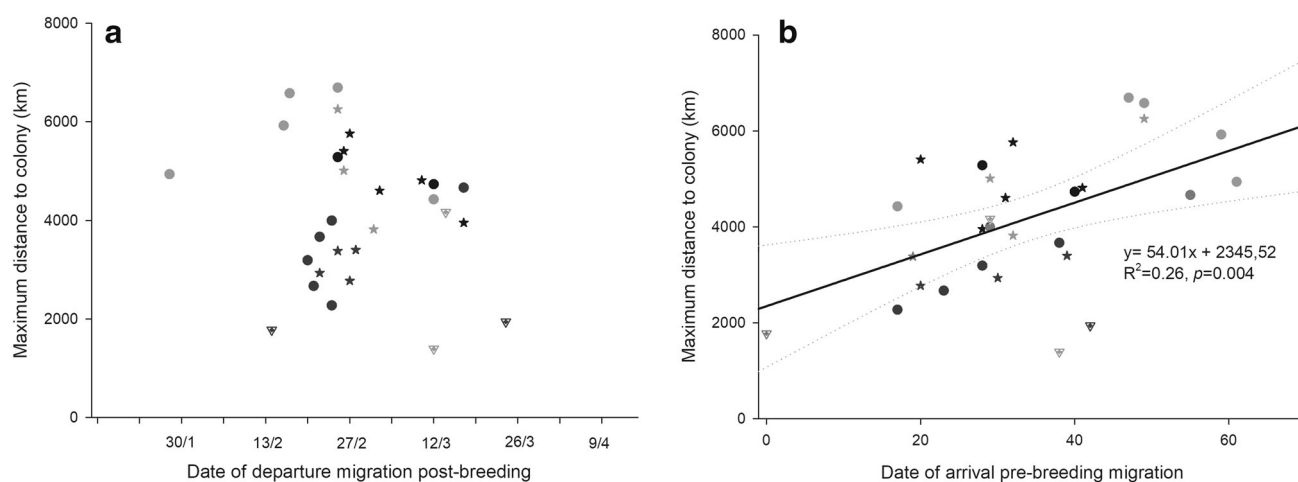 a
8000
6000
4000
2000
0
Maximum distance to colony (km)
30/1 13/2 27/2 12/3 26/3 9/4
Date of departure migration post-breeding
b
8000
6000
4000
2000
0
Maximum distance to colony (km)
y= 54.01x + 2345,52
R²=0.26, p=0.004
0 20 40 60
Date of arrival pre-breeding migration